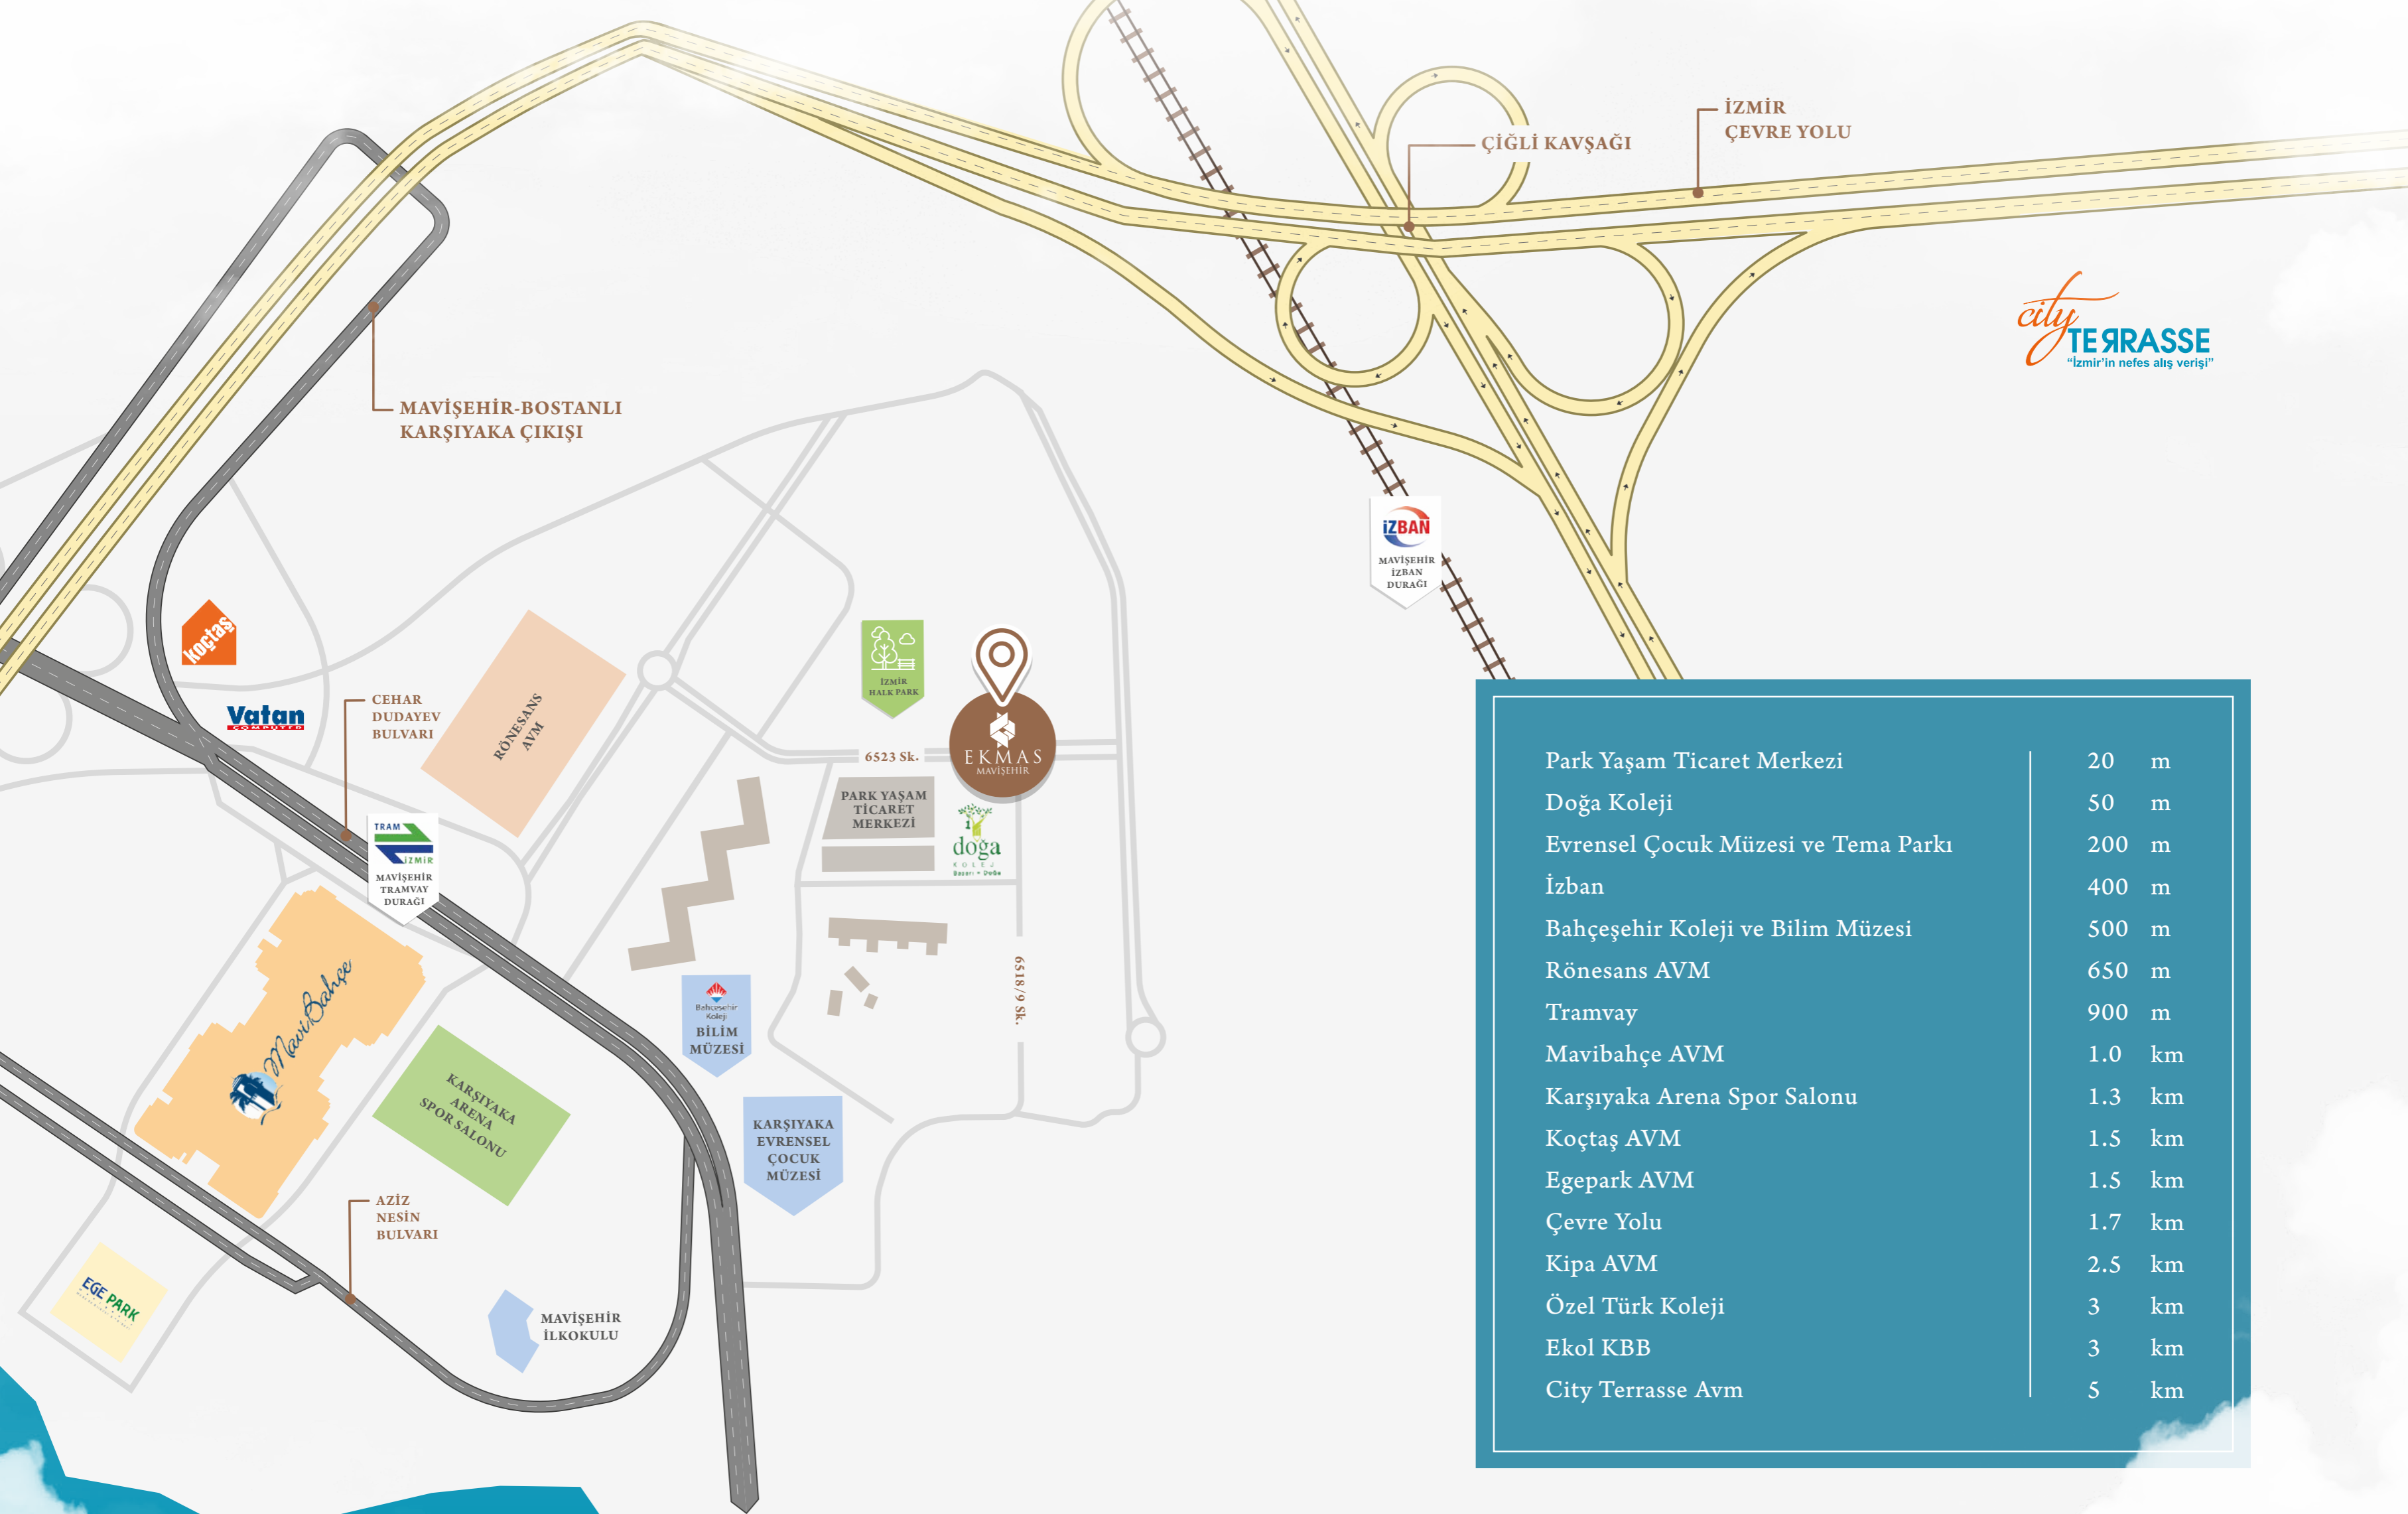 İZMİR
ÇEVRE YOLU
ÇİĞLİ KAVŞAĞI
city
TERRASSE
“İzmir’in nefes alış verişi”
MAVİŞEHİR-BOSTANLI
KARŞIYAKA ÇIKIŞI
İZBAN
MAVİŞEHİR
İZBAN
DURAĞI
Koçtaş
Vatan
COMPUTER
CEHAR
DUDAYEV
BULVARI
RÖNESANS
AVM
İZMİR
HALK PARK
EKMAS
MAVİŞEHİR
6523 Sk.
PARK YAŞAM
TİCARET
MERKEZİ
doğa
KOLEJ
TRAM
İZMİR
MAVİŞEHİR
TRAMVAY
DURAĞI
6518/9 Sk.
MaviBahçe
Bahçeşehir
Koleji
BİLİM
MÜZESİ
KARŞIYAKA
ARENA
SPOR SALONU
KARŞIYAKA
EVRENSEL
ÇOCUK
MÜZESİ
AZİZ
NESİN
BULVARI
EGE PARK
MAVİŞEHİR
İLKOKULU
Park Yaşam Ticaret Merkezi 20 m
Doğa Koleji 50 m
Evrensel Çocuk Müzesi ve Tema Parkı 200 m
İzban 400 m
Bahçeşehir Koleji ve Bilim Müzesi 500 m
Rönesans AVM 650 m
Tramvay 900 m
Mavibahçe AVM 1.0 km
Karşıyaka Arena Spor Salonu 1.3 km
Koçtaş AVM 1.5 km
Egepark AVM 1.5 km
Çevre Yolu 1.7 km
Kipa AVM 2.5 km
Özel Türk Koleji 3 km
Ekol KBB 3 km
City Terrasse Avm 5 km